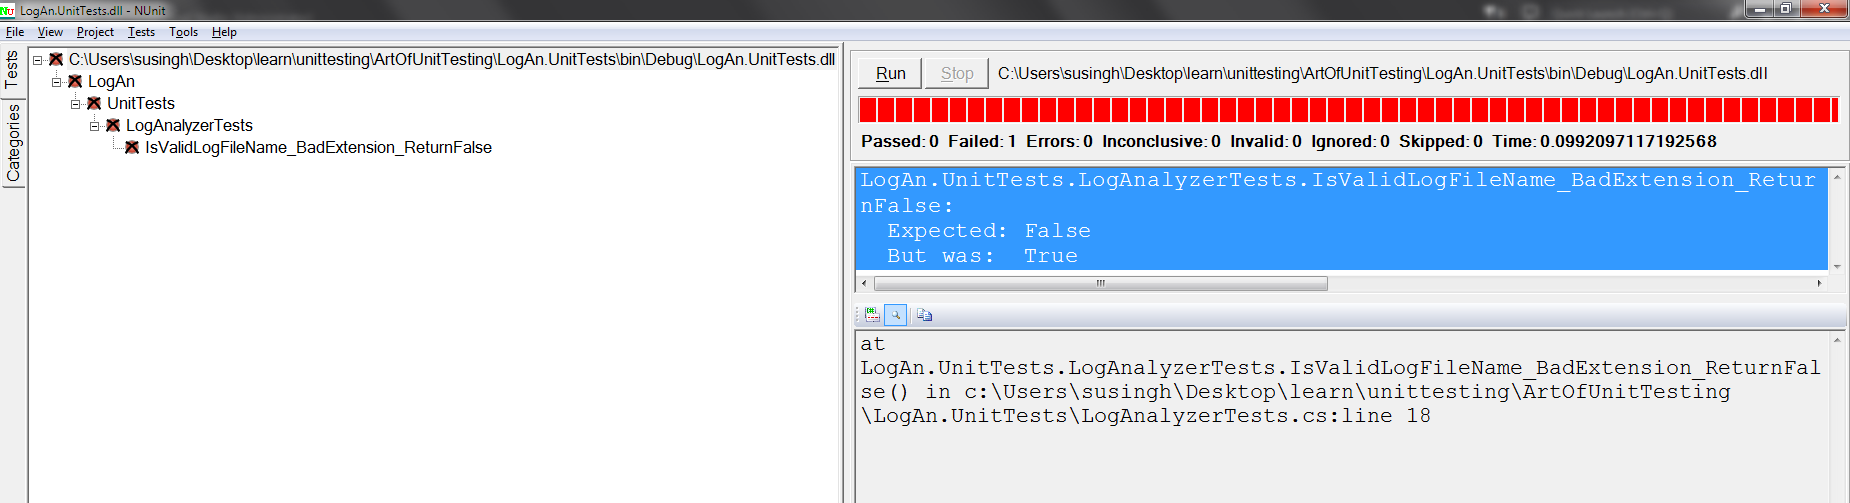 LogAn.UnitTests.dll - NUnit
File View Project Tests Tools Help
Tests
Categories
C:\Users\susingh\Desktop\learn\unittesting\ArtOfUnitTesting\LogAn.UnitTests\bin\Debug\LogAn.UnitTests.dll
LogAn
UnitTests
LogAnalyzerTests
IsValidLogFileName_BadExtension_ReturnFalse
Run Stop C:\Users\susingh\Desktop\learn\unittesting\ArtOfUnitTesting\LogAn.UnitTests\bin\Debug\LogAn.UnitTests.dll
Passed: 0 Failed: 1 Errors: 0 Inconclusive: 0 Invalid: 0 Ignored: 0 Skipped: 0 Time: 0.0992097117192568
LogAn.UnitTests.LogAnalyzerTests.IsValidLogFileName_BadExtension_Retur
nFalse:
Expected: False
But was: True
at
LogAn.UnitTests.LogAnalyzerTests.IsValidLogFileName_BadExtension_ReturnFal
se() in c:\Users\susingh\Desktop\learn\unittesting\ArtOfUnitTesting
\LogAn.UnitTests\LogAnalyzerTests.cs:line 18